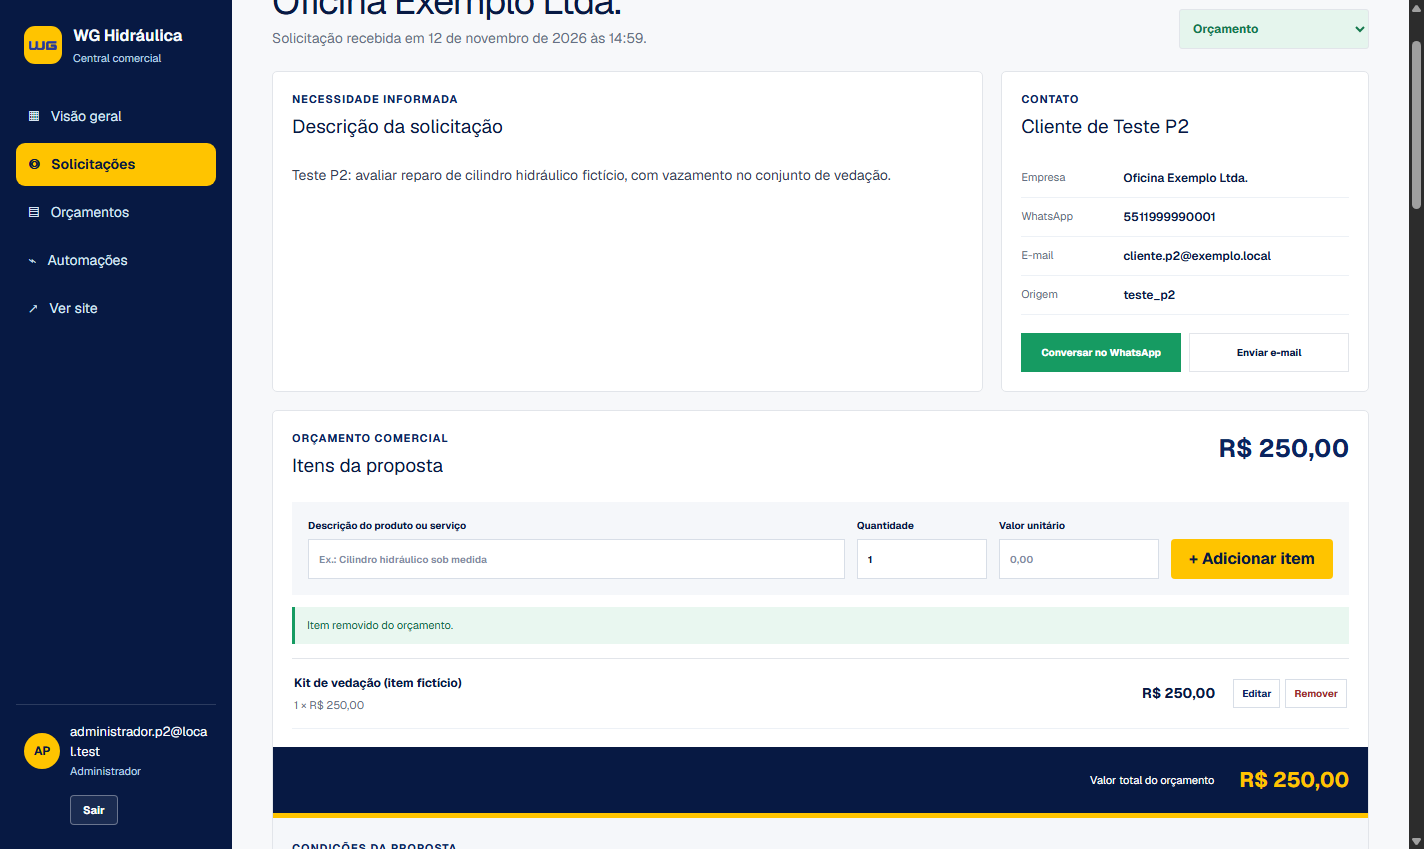 WG
WG Hidráulica
Central comercial
Visão geral
Solicitações
Orçamentos
Automações
Ver site
AP
administrador.p2@loca
l.test
Administrador
Sair
Oficina Exemplo Ltda.
Solicitação recebida em 12 de novembro de 2026 às 14:59.
Orçamento
NECESSIDADE INFORMADA
Descrição da solicitação
Teste P2: avaliar reparo de cilindro hidráulico fictício, com vazamento no conjunto de vedação.
CONTATO
Cliente de Teste P2
Empresa Oficina Exemplo Ltda.
WhatsApp 5511999990001
E-mail cliente.p2@exemplo.local
Origem teste_p2
Conversar no WhatsApp Enviar e-mail
ORÇAMENTO COMERCIAL
Itens da proposta
R$ 250,00
Descrição do produto ou serviço Quantidade Valor unitário
Ex.: Cilindro hidráulico sob medida 1 0,00 + Adicionar item
Item removido do orçamento.
Kit de vedação (item fictício)
1 × R$ 250,00
R$ 250,00 Editar Remover
Valor total do orçamento R$ 250,00
CONDIÇÕES DA PROPOSTA